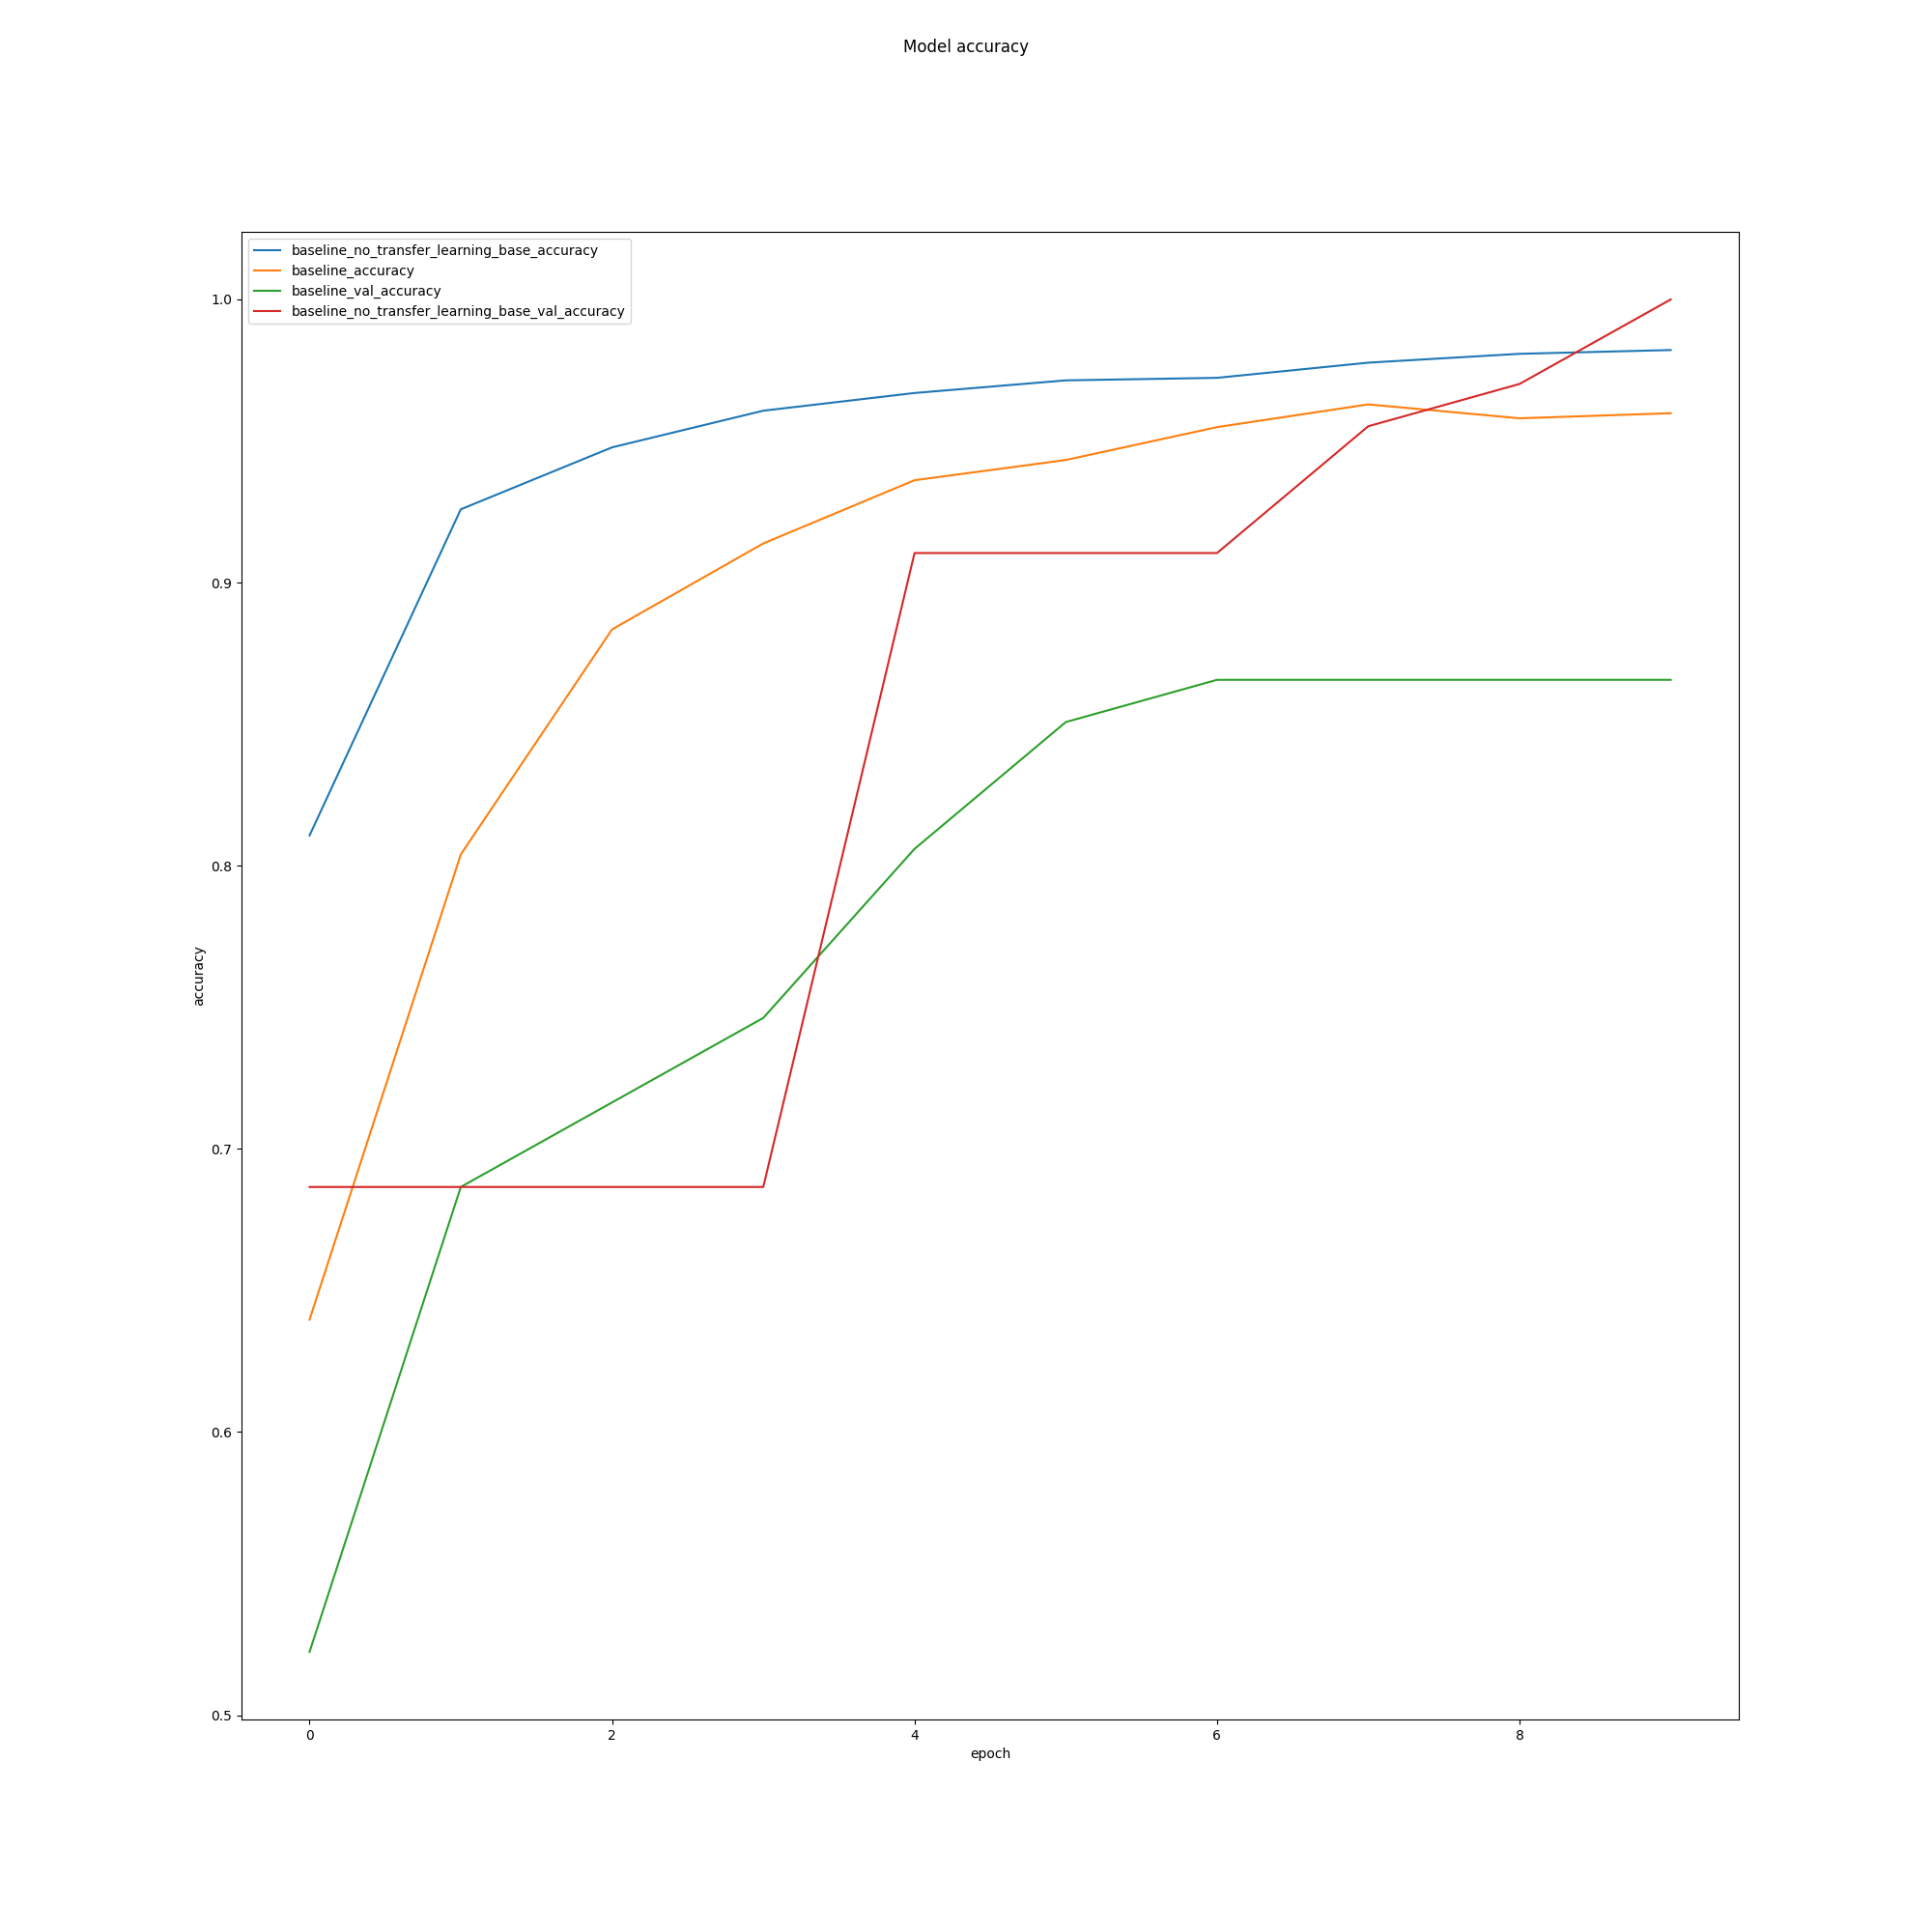 Model accuracy
baseline_no_transfer_learning_base_accuracy
baseline_accuracy
baseline_val_accuracy
baseline_no_transfer_learning_base_val_accuracy
1.0
0.9
0.8
0.7
0.6
0.5
accuracy
0 2 4 6 8
epoch